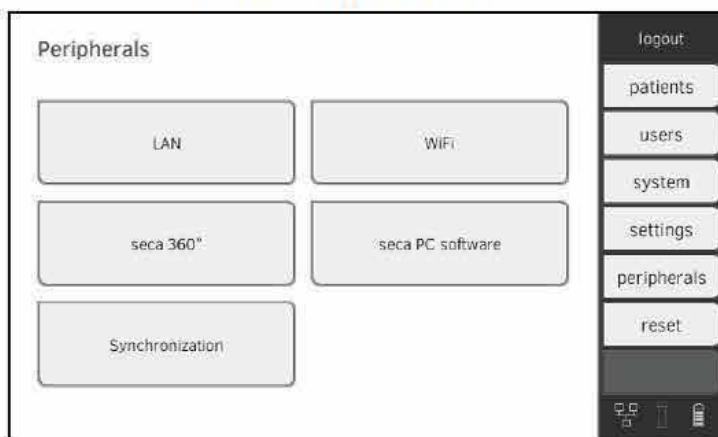 Peripherals
LAN
WiFi
seca 360°
seca PC software
Synchronization
logout
patients
users
system
settings
peripherals
reset